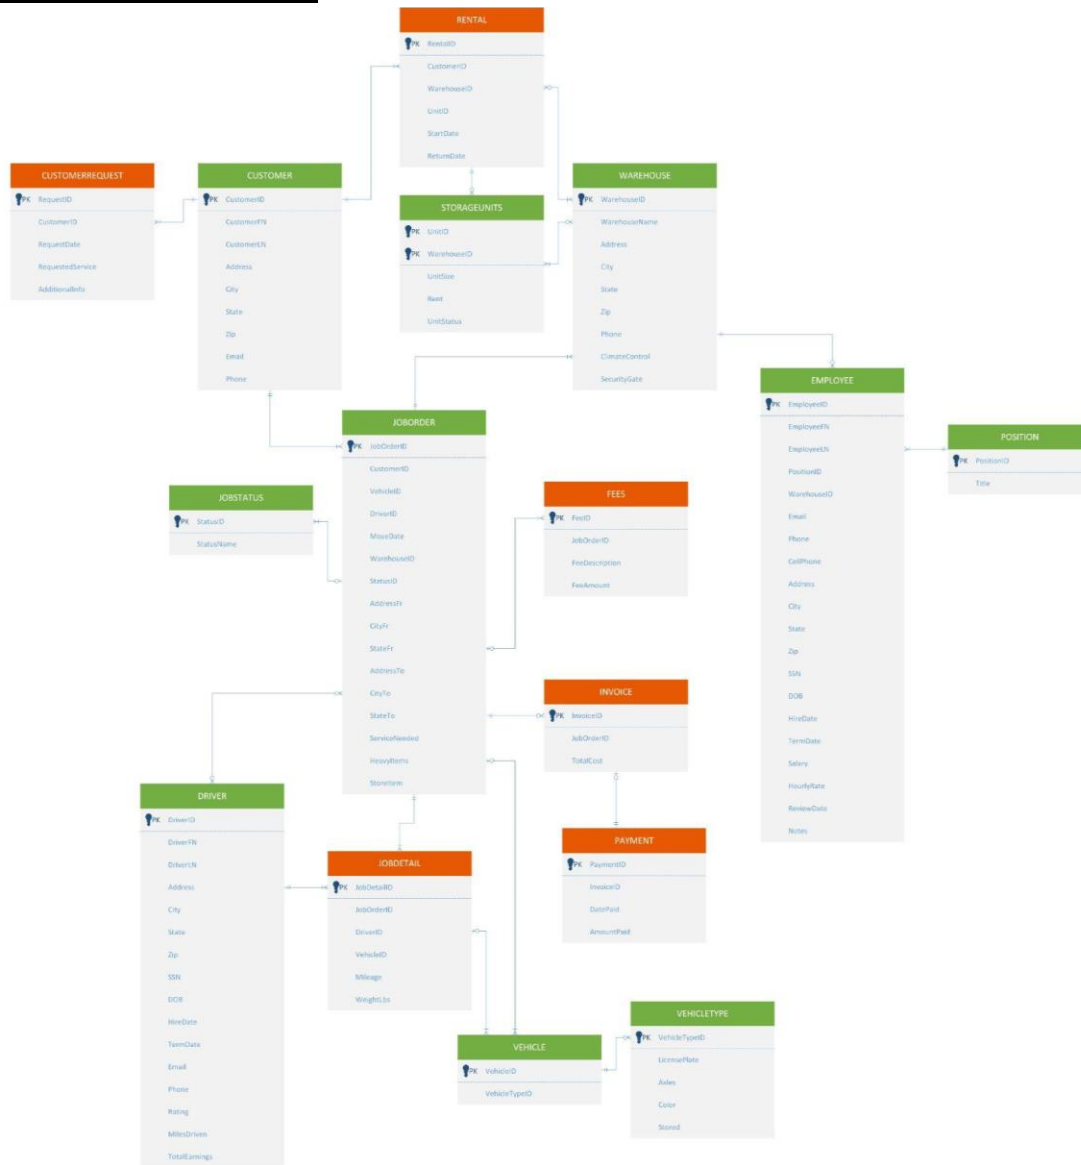 RENTAL
PK RentalID
CustomerID
WarehouseID
UnitID
StartDate
ReturnDate
CUSTOMERREQUEST
PK RequestID
CustomerID
RequestDate
RequestedService
AdditionalInfo
CUSTOMER
PK CustomerID
CustomerFN
CustomerLN
Address
City
State
Zip
Email
Phone
STORAGEUNITS
PK UnitID
PK WarehouseID
UnitSize
Rent
UnitStatus
WAREHOUSE
PK WarehouseID
WarehouseName
Address
City
State
Zip
Phone
ClimateControl
SecurityGate
EMPLOYEE
PK EmployeeID
EmployeeFN
EmployeeLN
PositionID
WarehouseID
Email
Phone
CellPhone
Address
City
State
Zip
SSN
DOB
HireDate
TermDate
Salary
HourlyRate
ReviewDate
Notes
POSITION
PK PositionID
Title
JOBORDER
PK JobOrderID
CustomerID
VehicleID
DriverID
MoveDate
WarehouseID
StatusID
AddressFr
CityFr
StateFr
AddressTo
CityTo
StateTo
ServiceNeeded
HeavyItems
StoreItem
JOBSTATUS
PK StatusID
StatusName
FEES
PK FeeID
JobOrderID
FeeDescription
FeeAmount
INVOICE
PK InvoiceID
JobOrderID
TotalCost
PAYMENT
PK PaymentID
InvoiceID
DatePaid
AmountPaid
DRIVER
PK DriverID
DriverFN
DriverLN
Address
City
State
Zip
SSN
DOB
HireDate
TermDate
Email
Phone
Rating
MilesDriven
TotalEarnings
JOBDETAIL
PK JobDetailID
JobOrderID
DriverID
VehicleID
Mileage
WeightLbs
VEHICLE
PK VehicleID
VehicleTypeID
VEHICLETYPE
PK VehicleTypeID
LicensePlate
Axles
Color
Stored